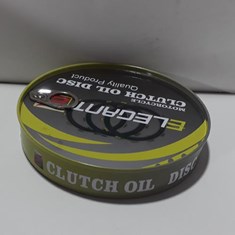 ELEGANT
MOTORCYCLE
CLUTCH OIL DISC
Quality Product
CLUTCH OIL DISC